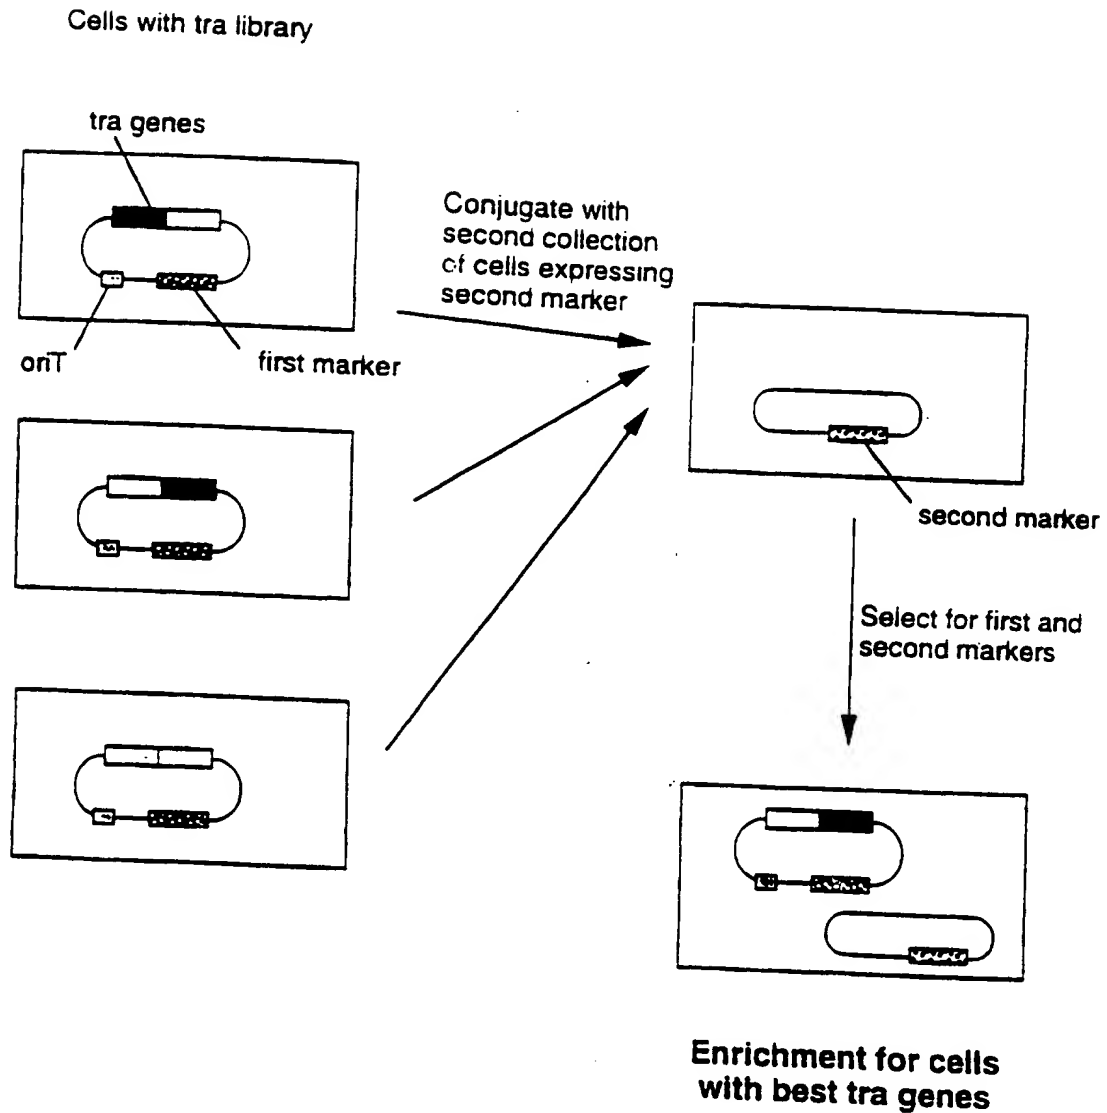 Cells with tra library
tra genes
Conjugate with
second collection
of cells expressing
second marker
oriT
first marker
second marker
Select for first and
second markers
Enrichment for cells
with best tra genes